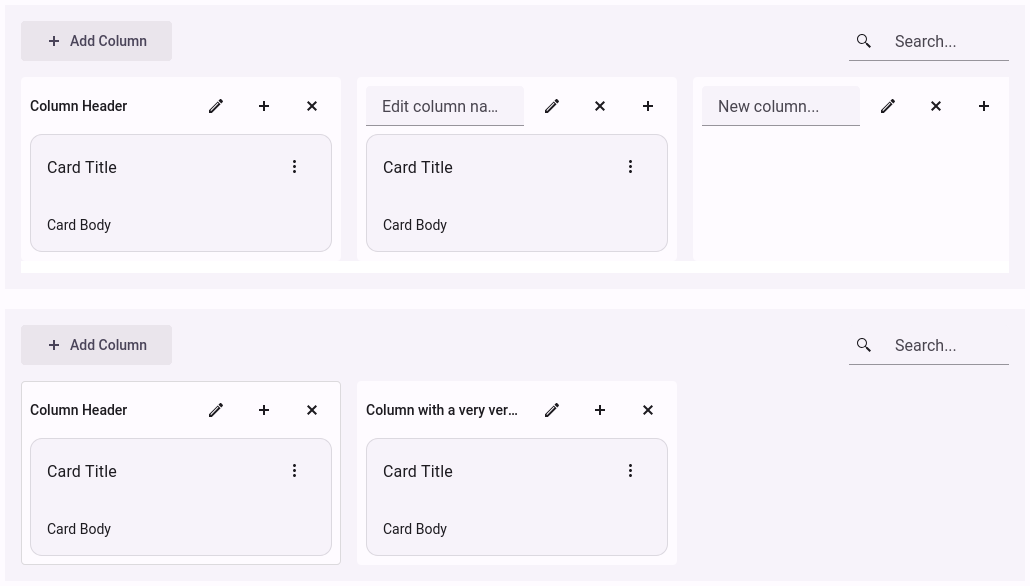 Add Column
Search...
Column Header
Edit column na...
New column...
Card Title
Card Title
Card Body
Card Body
Add Column
Search...
Column Header
Column with a very ver...
Card Title
Card Title
Card Body
Card Body